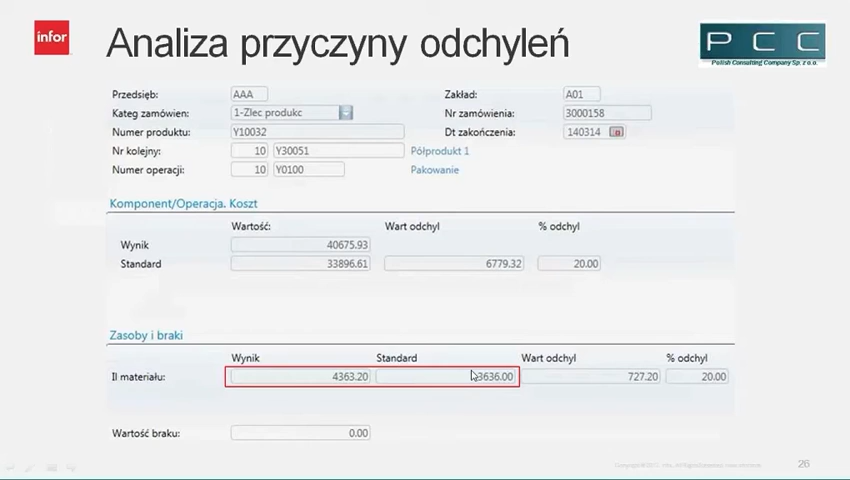 infor
Analiza przyczyny odchyleń
P C C
Polish Consulting Company Sp. z o.o.
Przedsięb: AAA Zakład: A01
Kateg zamówien: 1-Zlec produkc Nr zamówienia: 3000158
Numer produktu: Y10032 Dt zakończenia: 140314
Nr kolejny: 10 Y30051 Półprodukt 1
Numer operacji: 10 Y0100 Pakowanie
Komponent/Operacja. Koszt
Wartość: Wart odchyl % odchyl
Wynik 40675.93
Standard 33896.61 6779.32 20.00
Zasoby i braki
Wynik Standard Wart odchyl % odchyl
Il materiału: 4363.20 3636.00 727.20 20.00
Wartość braku: 0.00
26